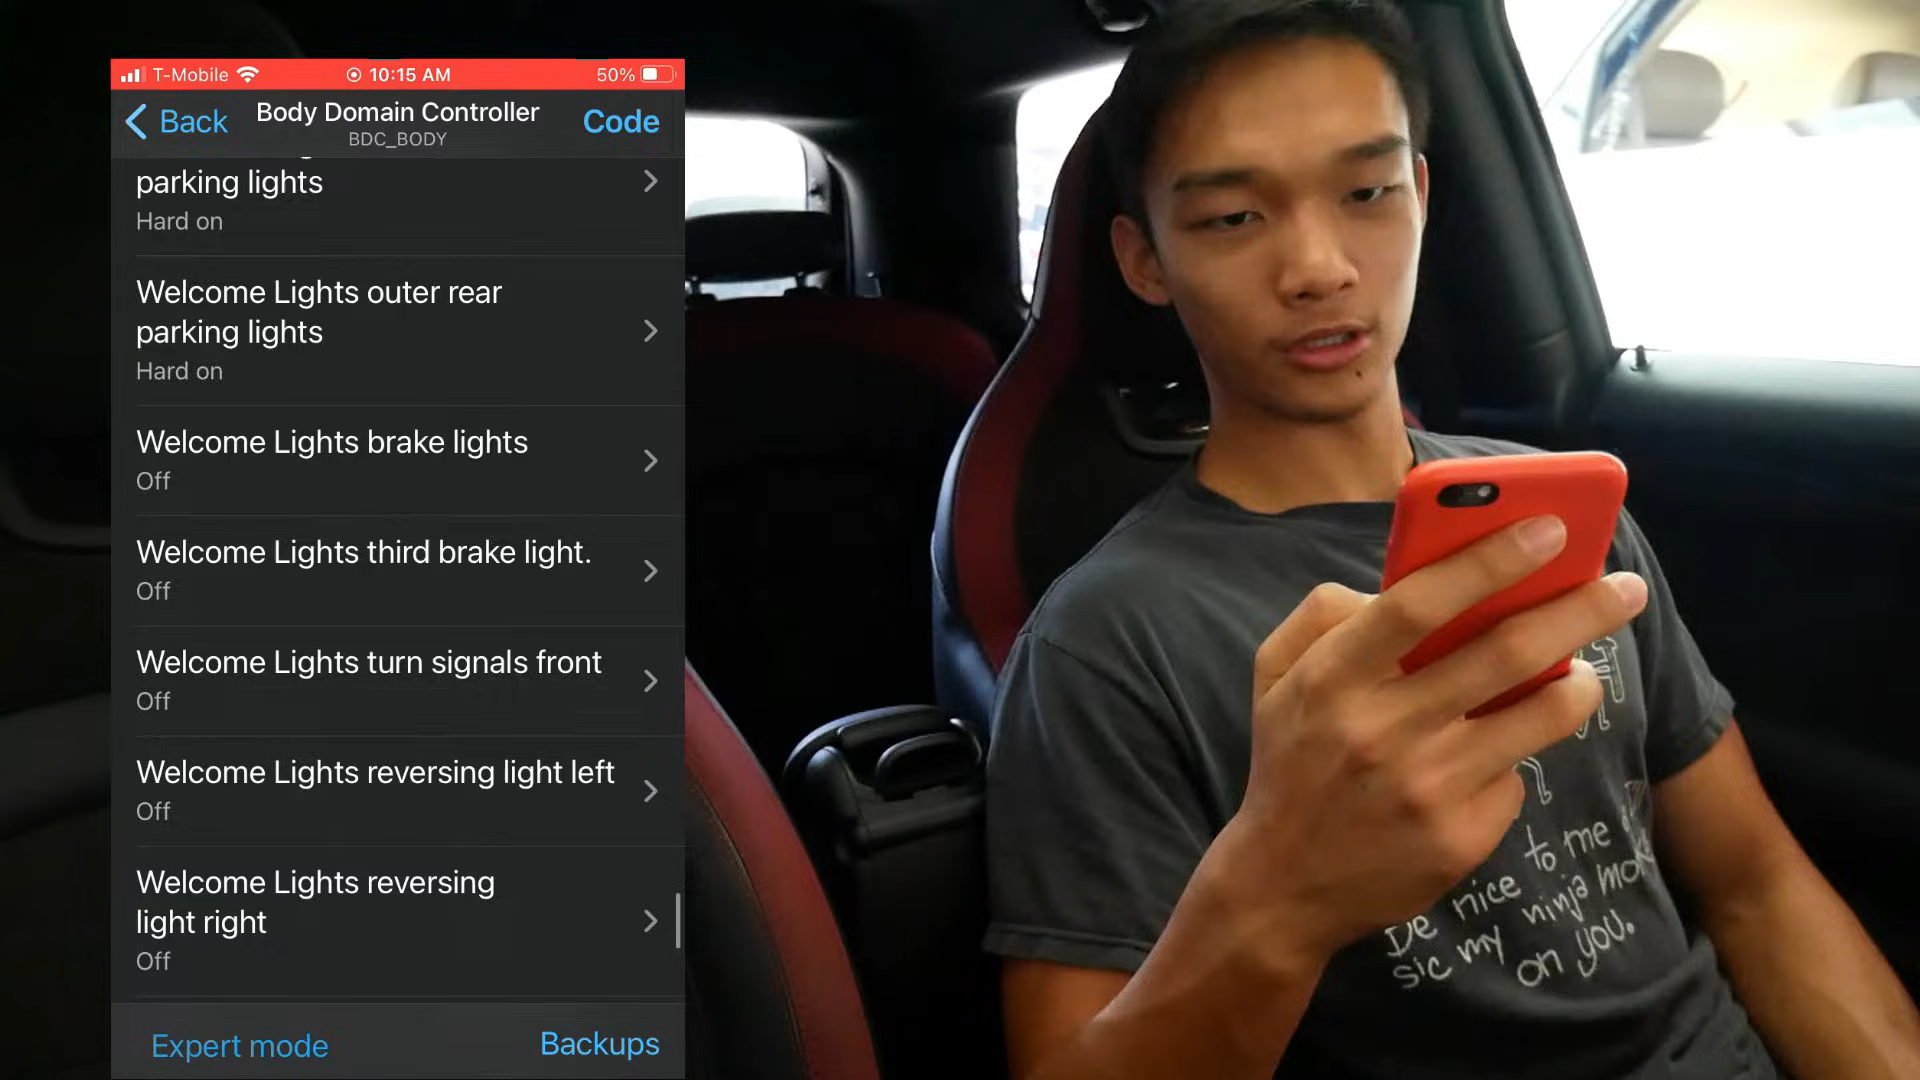 T-Mobile 10:15 AM 50%
Back Body Domain Controller Code
BDC_BODY
parking lights
Hard on
Welcome Lights outer rear
parking lights
Hard on
Welcome Lights brake lights
Off
Welcome Lights third brake light.
Off
Welcome Lights turn signals front
Off
Welcome Lights reversing light left
Off
Welcome Lights reversing
light right
Off
Expert mode Backups
to me
Be nice
sic my ninja
on you.